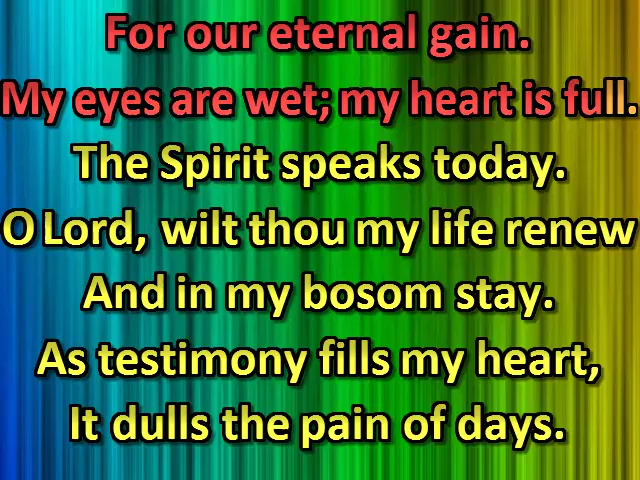 For our eternal gain.
My eyes are wet; my heart is full.
The Spirit speaks today.
O Lord, wilt thou my life renew
And in my bosom stay.
As testimony fills my heart,
It dulls the pain of days.